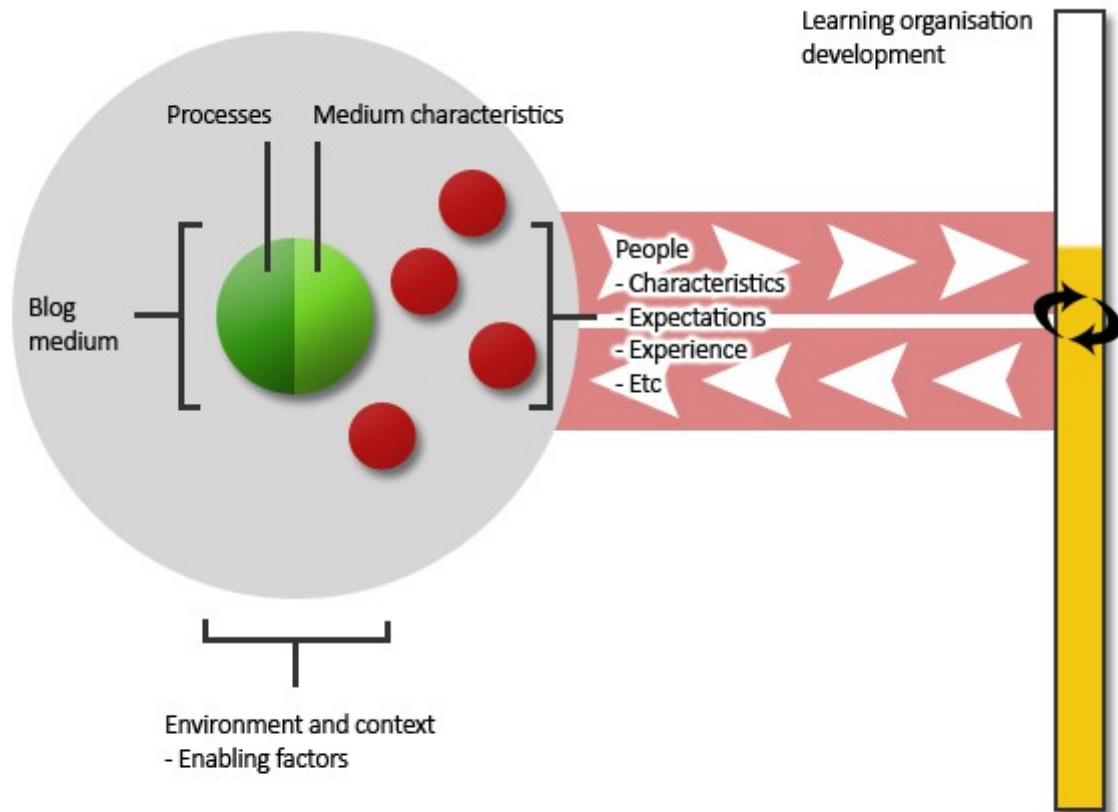 Learning organisation
development
Processes
Medium characteristics
Blog
medium
People
- Characteristics
- Expectations
- Experience
- Etc
Environment and context
- Enabling factors